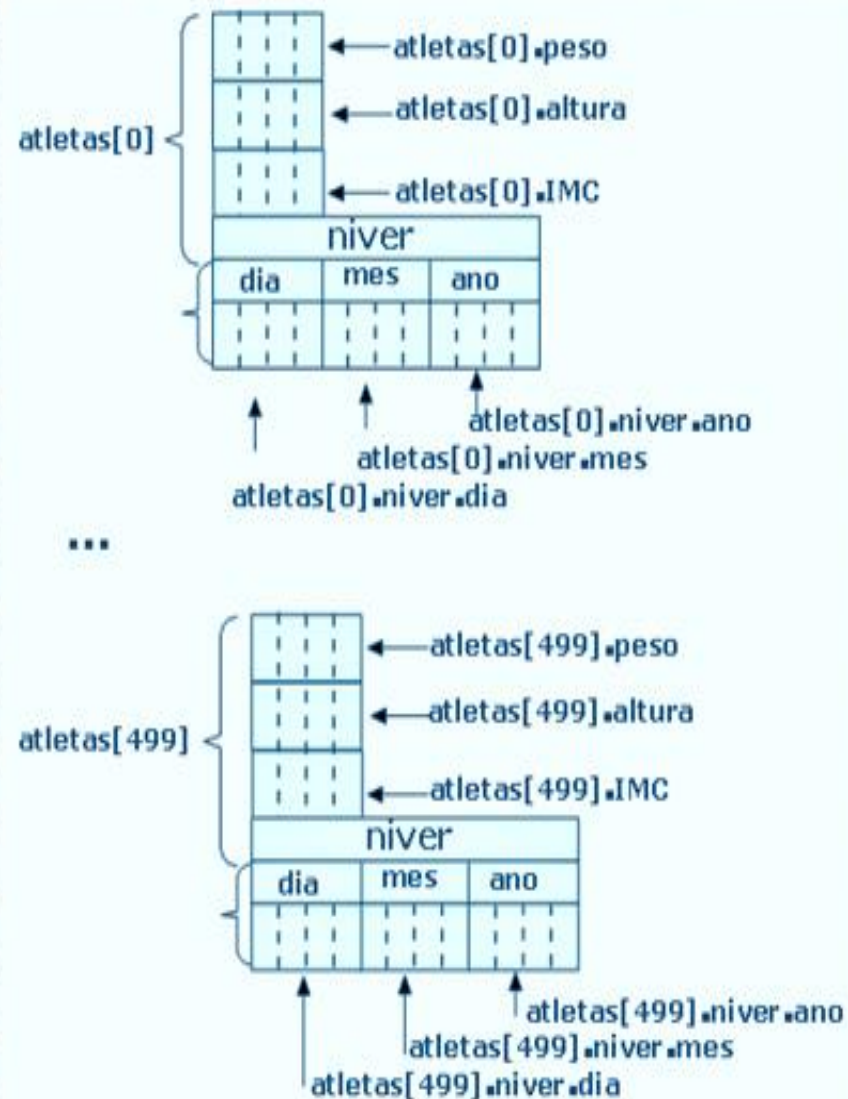 atletas[0].peso
atletas[0].altura
atletas[0]
atletas[0].IMC
niver
dia mes ano
atletas[0].niver.ano
atletas[0].niver.mes
atletas[0].niver.dia
...
atletas[499].peso
atletas[499].altura
atletas[499]
atletas[499].IMC
niver
dia mes ano
atletas[499].niver.ano
atletas[499].niver.mes
atletas[499].niver.dia